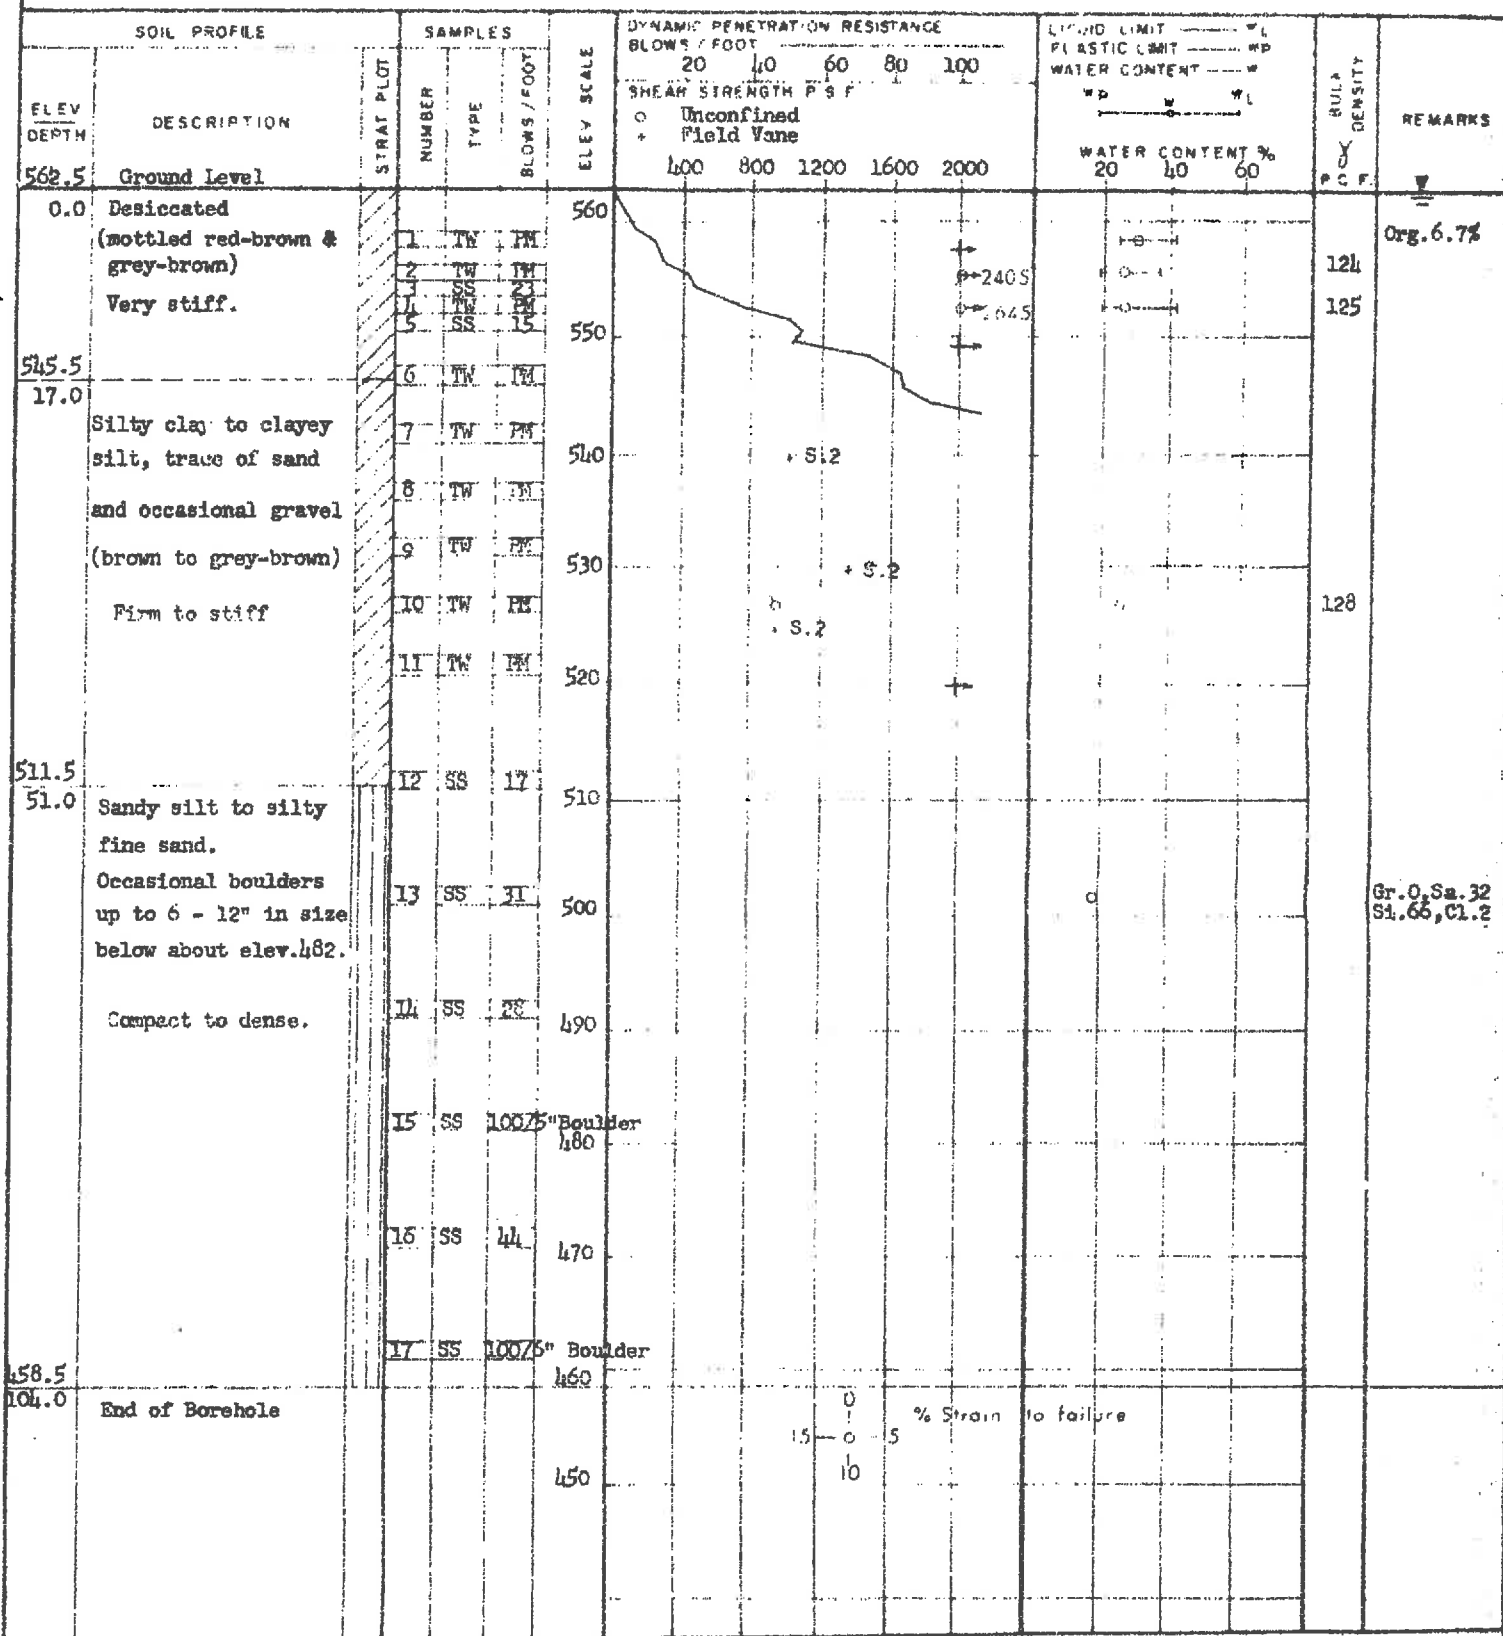 SOIL PROFILE
SAMPLES
DYNAMIC PENETRATION RESISTANCE
BLOWS / FOOT
20 40 60 80 100
SHEAR STRENGTH P S F
o Unconfined
+ Field Vane
400 800 1200 1600 2000
LIQUID LIMIT WL
PLASTIC LIMIT WP
WATER CONTENT W
WP W WL
WATER CONTENT %
20 40 60
BULK DENSITY
γ
P.C.F.
REMARKS
ELEV
DEPTH
DESCRIPTION
STRAT PLOT
NUMBER
TYPE
BLOWS / FOOT
ELEV SCALE
562.5 Ground Level
0.0 Desiccated
(mottled red-brown &
grey-brown)
Very stiff.
560
1 TW PM
Org.6.7%
2 TW PM
2405
124
3 SS 23
4 TW PM
2645
125
5 SS 15
550
545.5
17.0
6 TW PM
Silty clay to clayey
silt, trace of sand
and occasional gravel
(brown to grey-brown)
Firm to stiff
7 TW PM
540
S.2
8 TW PM
9 TW PM
530
S.2
10 TW PM
128
S.2
11 TW PM
520
511.5
51.0
12 SS 17
510
Sandy silt to silty
fine sand.
Occasional boulders
up to 6 - 12" in size
below about elev.482.
Compact to dense.
13 SS 31
500
Gr.0,Sa.32
Si.66,Cl.2
14 SS 28
490
15 SS 100/5" Boulder
480
16 SS 44
470
17 SS 100/6" Boulder
460
458.5
104.0
End of Borehole
0
15 5
10
% Strain to failure
450